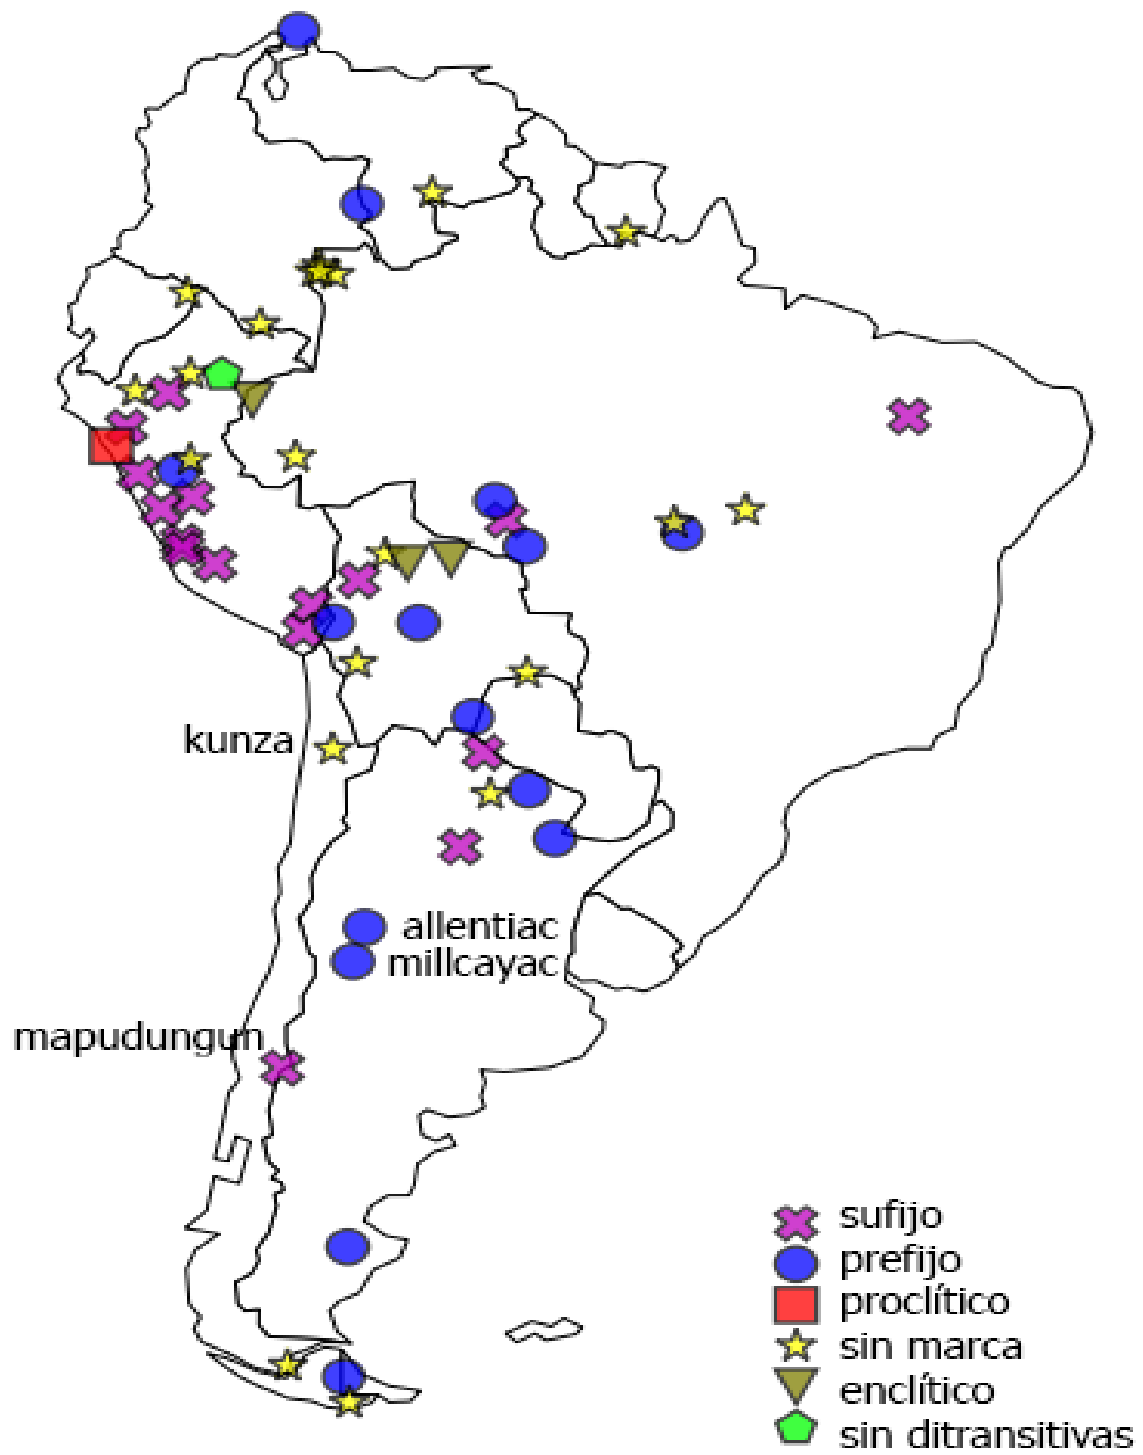 kunza
allentiac
millcayac
mapudungun
sufijo
prefijo
proclítico
sin marca
enclítico
sin ditransitivas